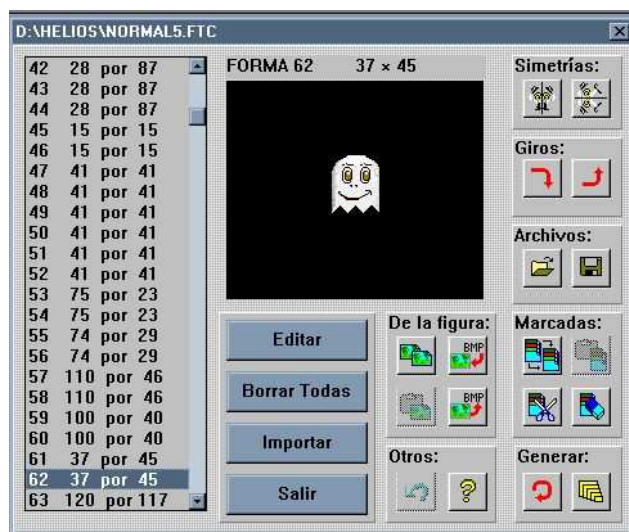 D:\HELIOS\NORMAL5.FTC
42 28 por 87
43 28 por 87
44 28 por 87
45 15 por 15
46 15 por 15
47 41 por 41
48 41 por 41
49 41 por 41
50 41 por 41
51 41 por 41
52 41 por 41
53 75 por 23
54 75 por 23
55 74 por 29
56 74 por 29
57 110 por 46
58 110 por 46
59 100 por 40
60 100 por 40
61 37 por 45
62 37 por 45
63 120 por 117
FORMA 62 37 × 45
Editar
Borrar Todas
Importar
Salir
De la figura:
BMP
BMP
Otros:
Simetrías:
Giros:
Archivos:
Marcadas:
Generar: